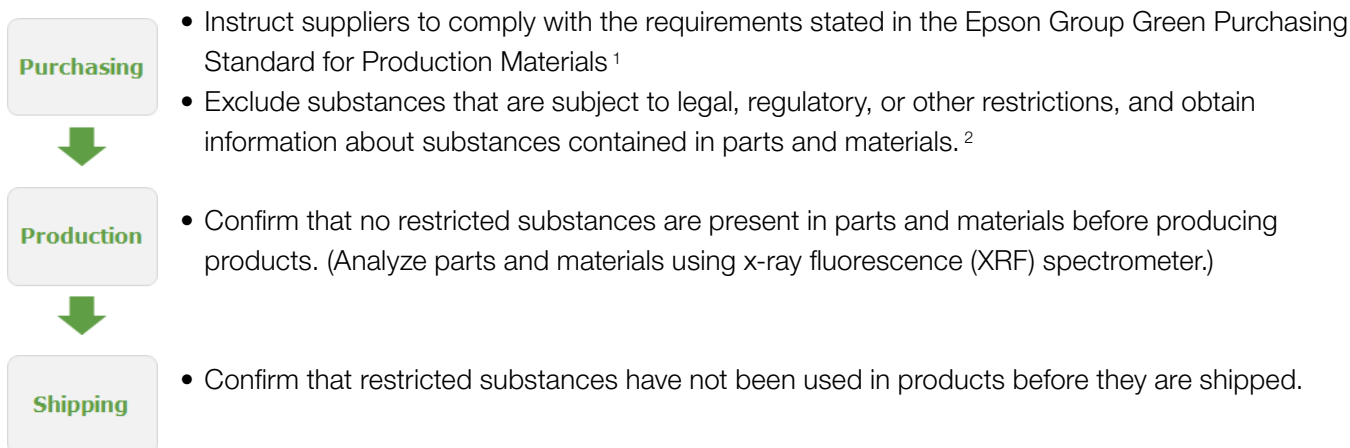 Purchasing
• Instruct suppliers to comply with the requirements stated in the Epson Group Green Purchasing
Standard for Production Materials ¹
• Exclude substances that are subject to legal, regulatory, or other restrictions, and obtain
information about substances contained in parts and materials. ²
Production
• Confirm that no restricted substances are present in parts and materials before producing
products. (Analyze parts and materials using x-ray fluorescence (XRF) spectrometer.)
Shipping
• Confirm that restricted substances have not been used in products before they are shipped.